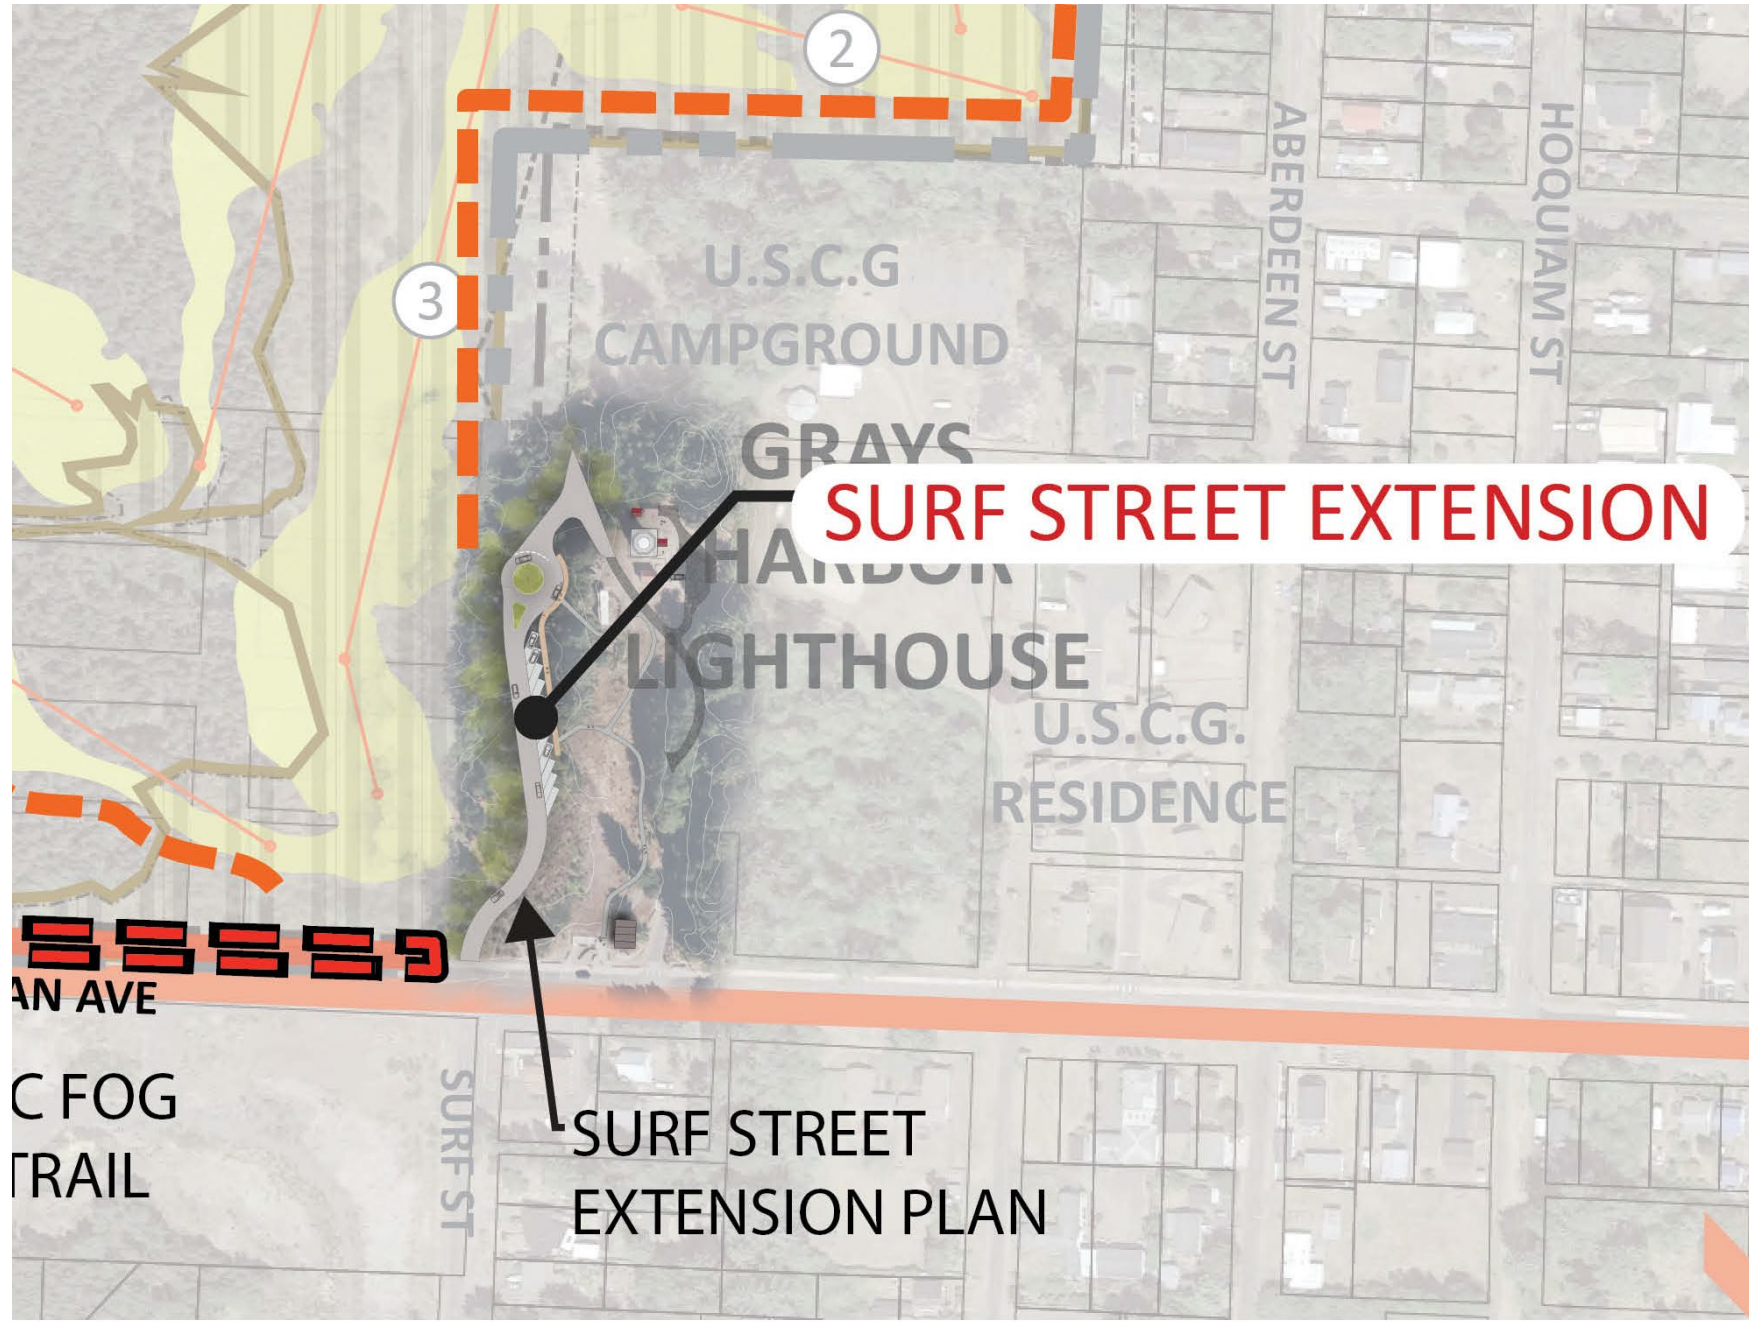 2
ABERDEEN ST
HOQUIAM ST
U.S.C.G
CAMPGROUND
3
GRAYS
HARBOR
LIGHTHOUSE
SURF STREET EXTENSION
U.S.C.G.
RESIDENCE
AN AVE
C FOG
TRAIL
SURF ST
SURF STREET
EXTENSION PLAN